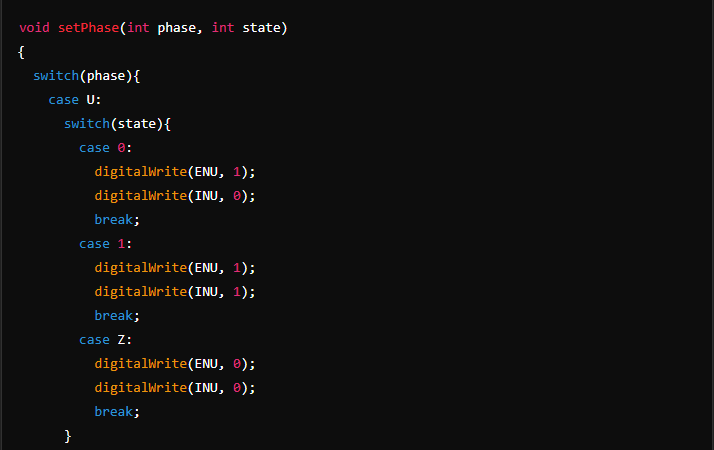 void setPhase(int phase, int state)
{
  switch(phase){
    case U:
      switch(state){
        case 0:
          digitalWrite(ENU, 1);
          digitalWrite(INU, 0);
          break;
        case 1:
          digitalWrite(ENU, 1);
          digitalWrite(INU, 1);
          break;
        case Z:
          digitalWrite(ENU, 0);
          digitalWrite(INU, 0);
          break;
      }